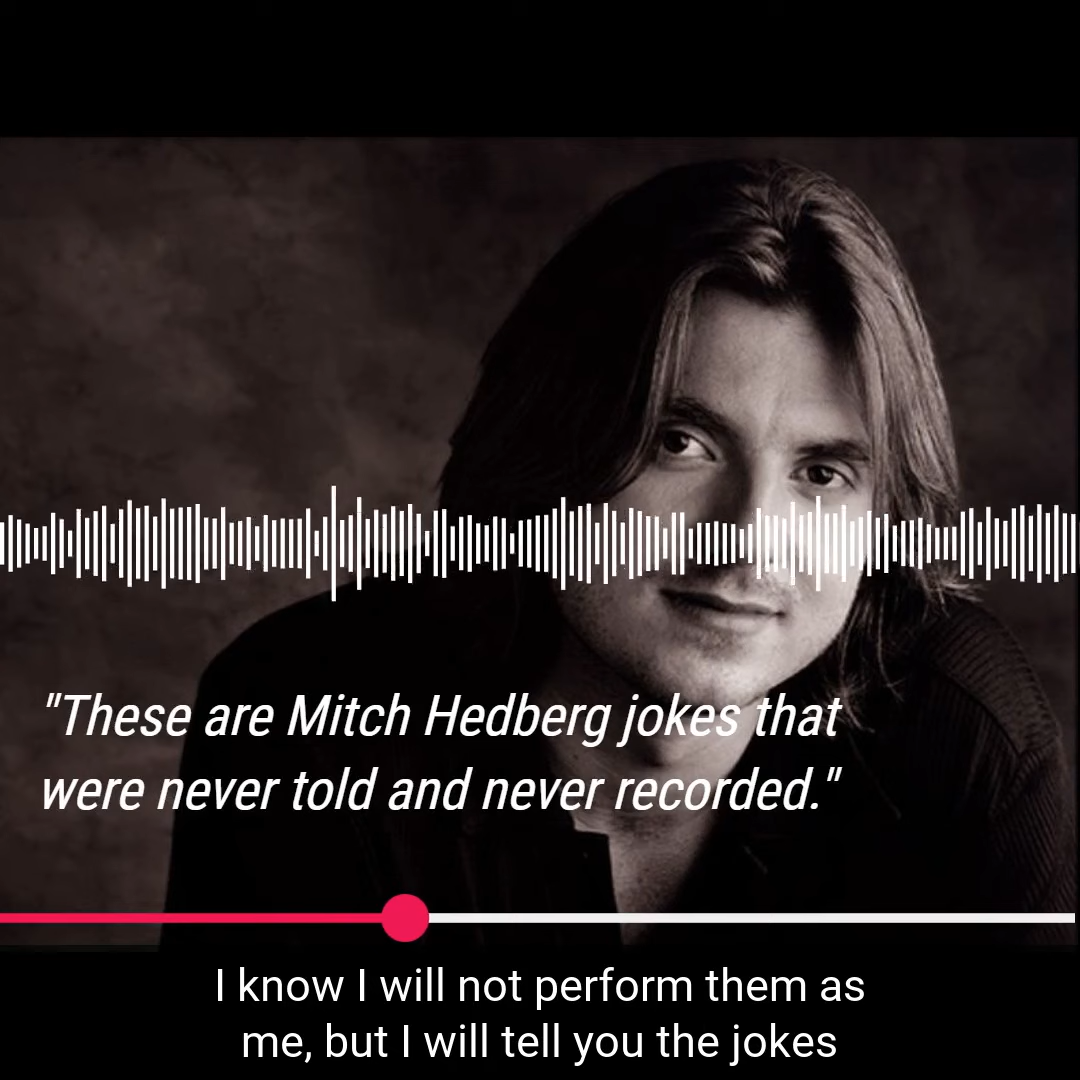 "These are Mitch Hedberg jokes that
were never told and never recorded."
I know I will not perform them as
me, but I will tell you the jokes